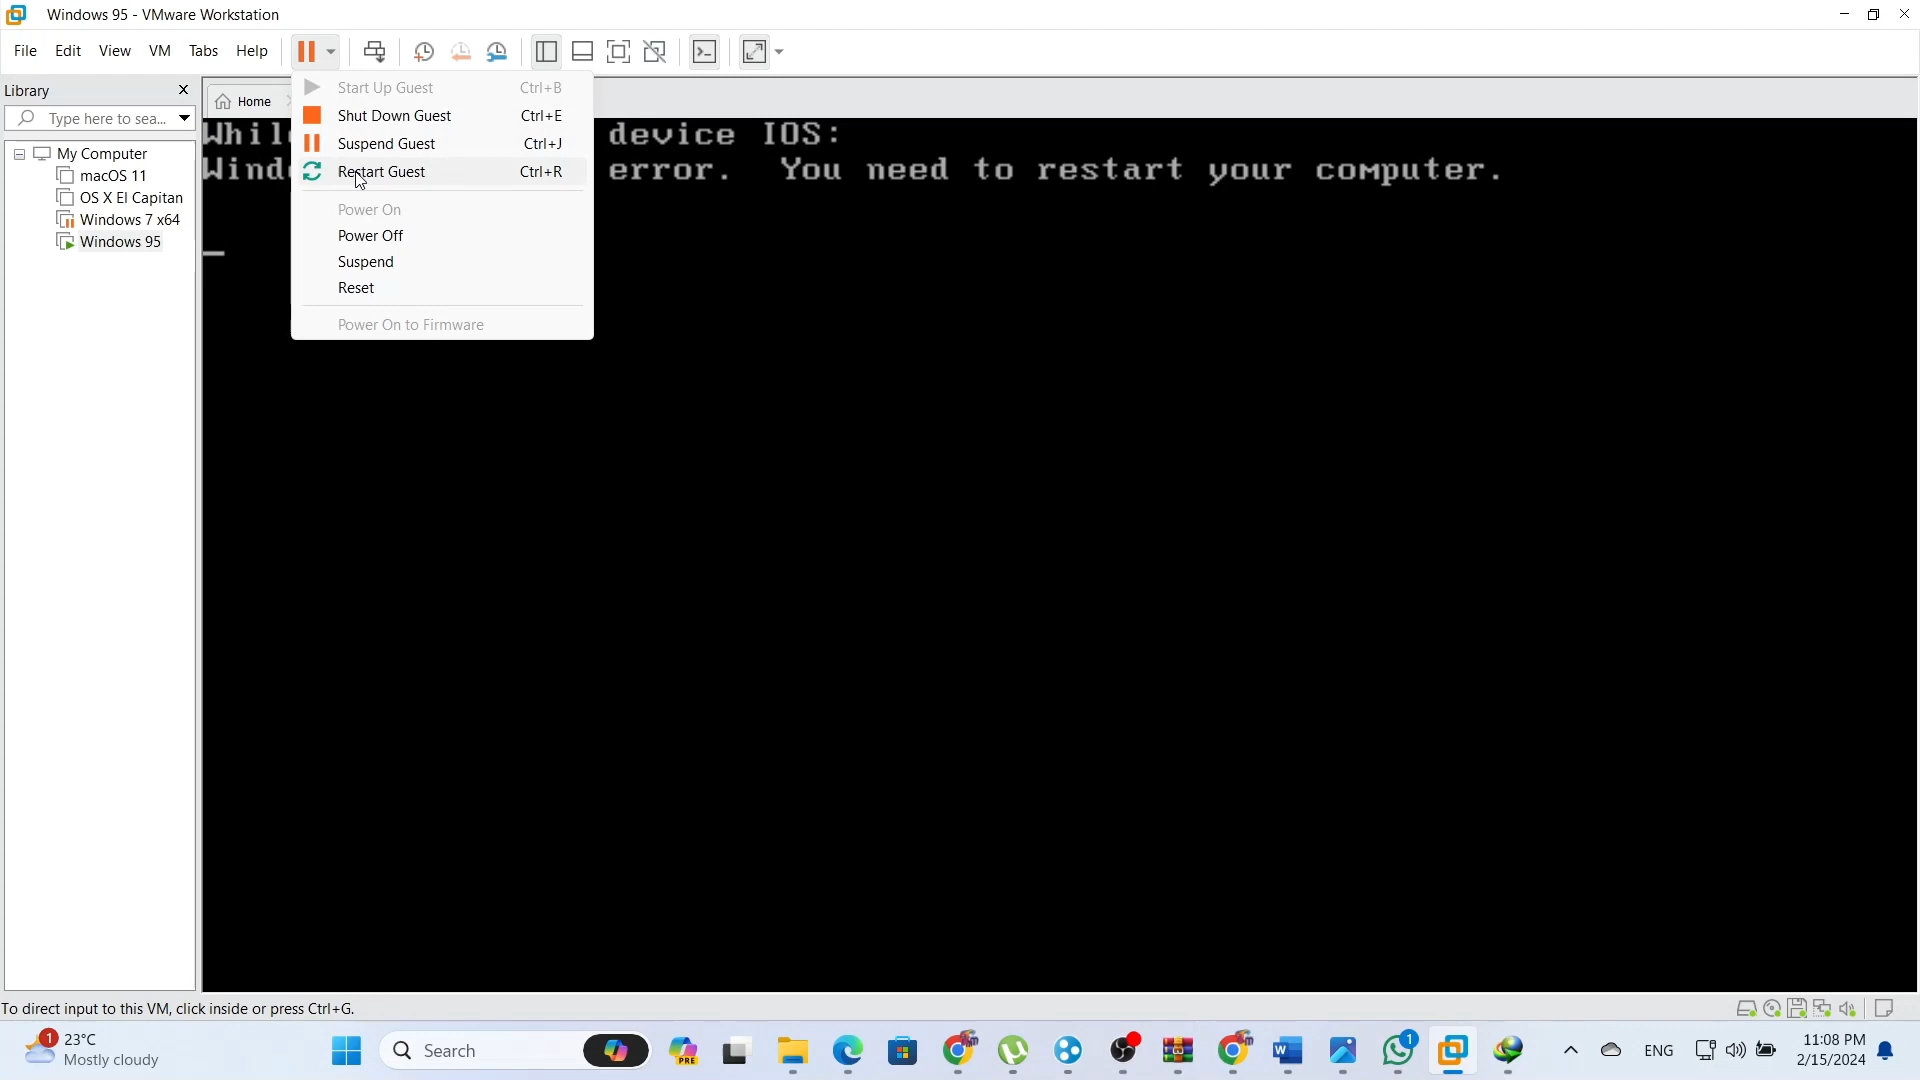 Windows 95 - VMware Workstation
File Edit View VM Tabs Help
Library
Type here to sea...
My Computer
macOS 11
OS X El Capitan
Windows 7 x64
Windows 95
Home
Start Up Guest Ctrl+B
Shut Down Guest Ctrl+E
Suspend Guest Ctrl+J
Restart Guest Ctrl+R
Power On
Power Off
Suspend
Reset
Power On to Firmware
device IOS:
error. You need to restart your computer.
To direct input to this VM, click inside or press Ctrl+G.
1
23°C
Mostly cloudy
Search
PRE
1
ENG
11:08 PM
2/15/2024